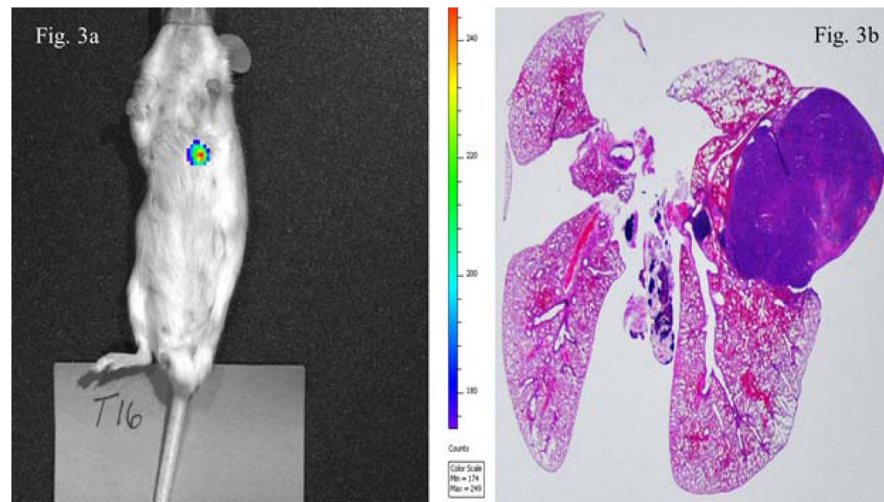 Fig. 3a
T16
240
220
200
180
Counts
Color Scale
Min = 174
Max = 249
Fig. 3b